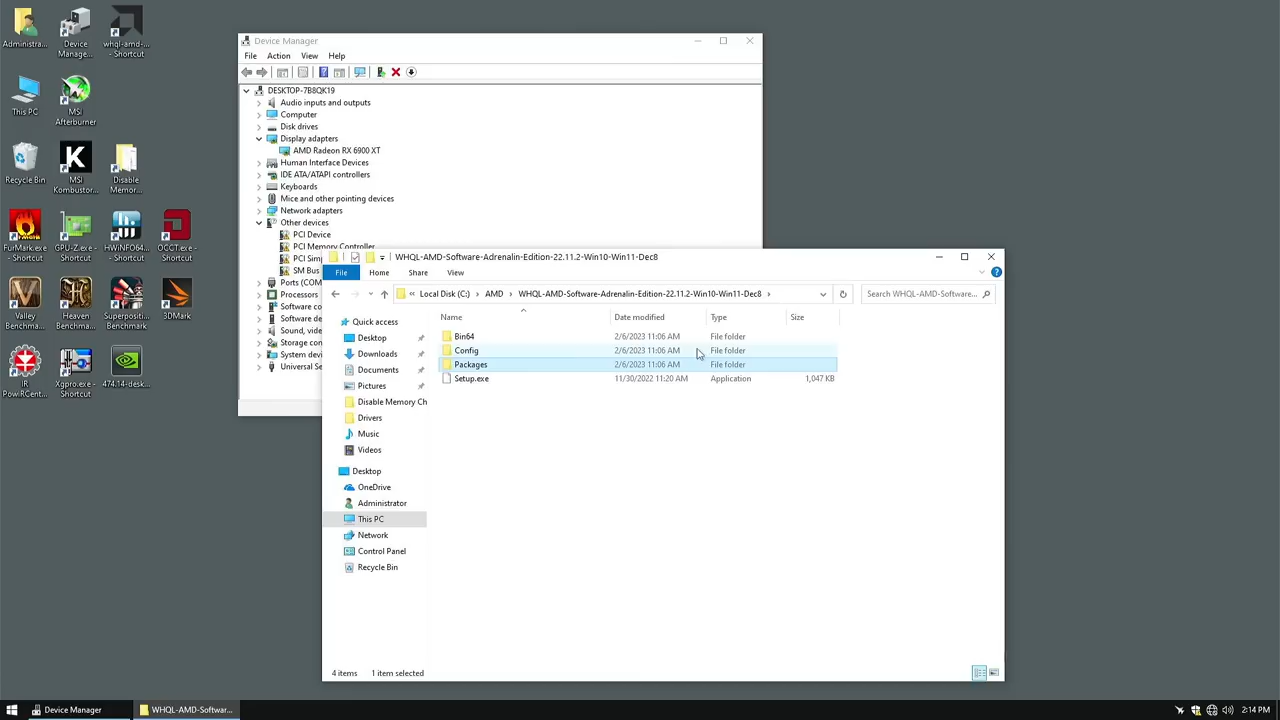 Administra...
Device
Manage...
whql-amd-...
- Shortcut
This PC
MSI
Afterburner
Recycle Bin
MSI
Kombustor...
Disable
Memor...
FurMark.exe
- Shortcut
GPU-Z.exe -
Shortcut
HWiNFO64...
- Shortcut
OCCT.exe -
Shortcut
Valley
Benchmar...
Heaven
Benchmar...
Superpositi...
Benchmar...
3DMark
IR
PowIRCent...
Xgpro.exe -
Shortcut
474.14-desk...
Device Manager
File
Action
View
Help
DESKTOP-7B8QK19
Audio inputs and outputs
Computer
Disk drives
Display adapters
AMD Radeon RX 6900 XT
Human Interface Devices
IDE ATA/ATAPI controllers
Keyboards
Mice and other pointing devices
Network adapters
Other devices
PCI Device
PCI Memory Controller
PCI Simp
SM Bus
Ports (COM
Processors
Software co
Software de
Sound, vide
Storage con
System devi
Universal Se
WHQL-AMD-Software-Adrenalin-Edition-22.11.2-Win10-Win11-Dec8
File
Home
Share
View
« Local Disk (C:) > AMD > WHQL-AMD-Software-Adrenalin-Edition-22.11.2-Win10-Win11-Dec8 >
Search WHQL-AMD-Software-...
Quick access
Desktop
Downloads
Documents
Pictures
Disable Memory Ch
Drivers
Music
Videos
Desktop
OneDrive
Administrator
This PC
Network
Control Panel
Recycle Bin
Name Date modified Type Size
Bin64 2/6/2023 11:06 AM File folder
Config 2/6/2023 11:06 AM File folder
Packages 2/6/2023 11:06 AM File folder
Setup.exe 11/30/2022 11:20 AM Application 1,047 KB
4 items 1 item selected
Device Manager
WHQL-AMD-Softwar...
2:14 PM